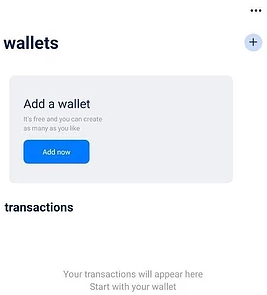 wallets
Add a wallet
It's free and you can create
as many as you like
Add now
transactions
Your transactions will appear here
Start with your wallet